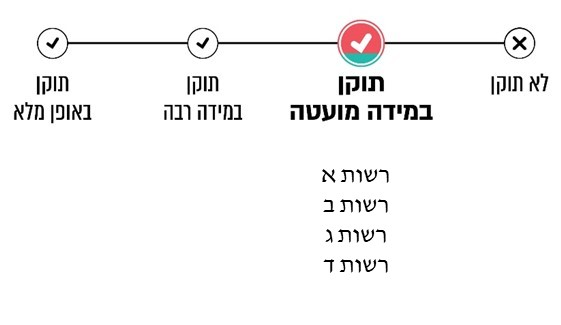 לא תוקן
תוקן
במידה מועטה
תוקן
במידה רבה
תוקן
באופן מלא
רשות א
רשות ב
רשות ג
רשות ד